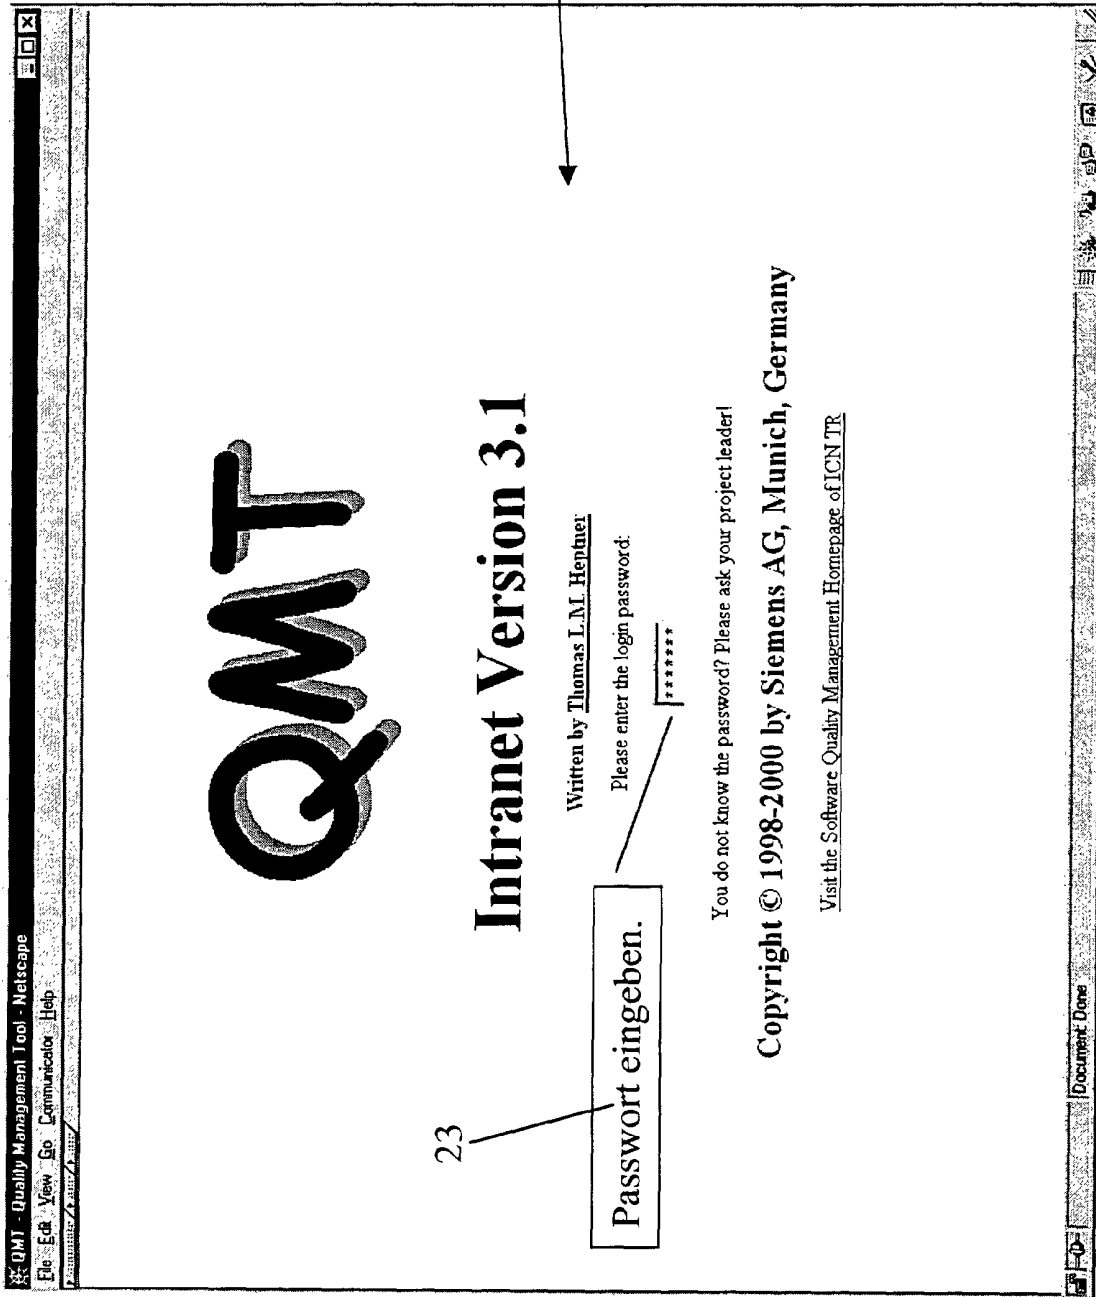 QMT - Quality Management Tool - Netscape
File Edit View Go Communicator Help
QMT
Intranet Version 3.1
Written by Thomas L.M. Heptner
Please enter the login password:
*******
23
Passwort eingeben.
You do not know the password? Please ask your project leader!
Copyright © 1998-2000 by Siemens AG, Munich, Germany
Visit the Software Quality Management Homepage of ICN TR
Document: Done